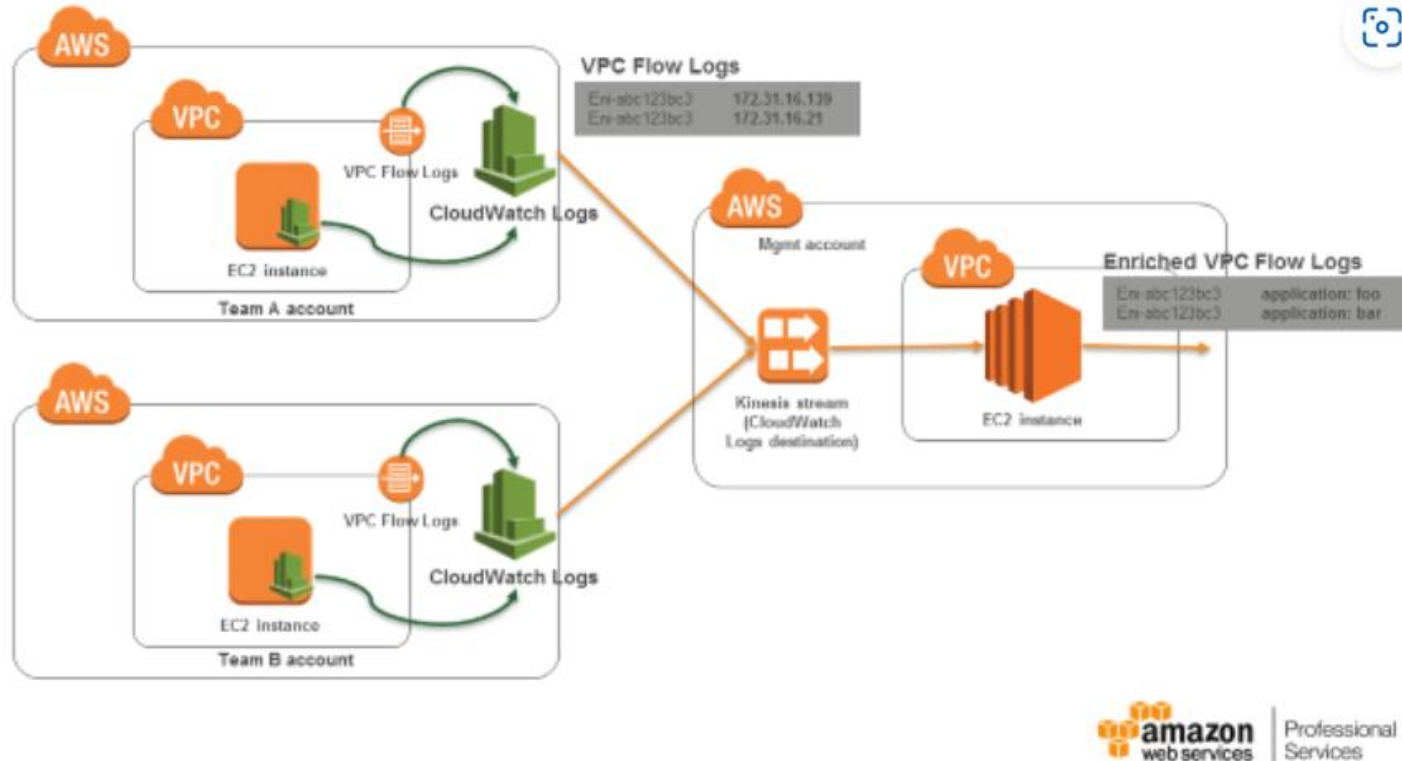 AWS
VPC
VPC Flow Logs
CloudWatch Logs
EC2 instance
Team A account
VPC Flow Logs
Eni-abc123bc3 172.31.16.139
Eni-abc123bc3 172.31.16.21
AWS
VPC
VPC Flow Logs
CloudWatch Logs
EC2 instance
Team B account
AWS
Mgmt account
Kinesis stream
(CloudWatch
Logs destination)
VPC
EC2 instance
Enriched VPC Flow Logs
Eni-abc123bc3 application: foo
Eni-abc123bc3 application: bar
amazon
web services
Professional
Services